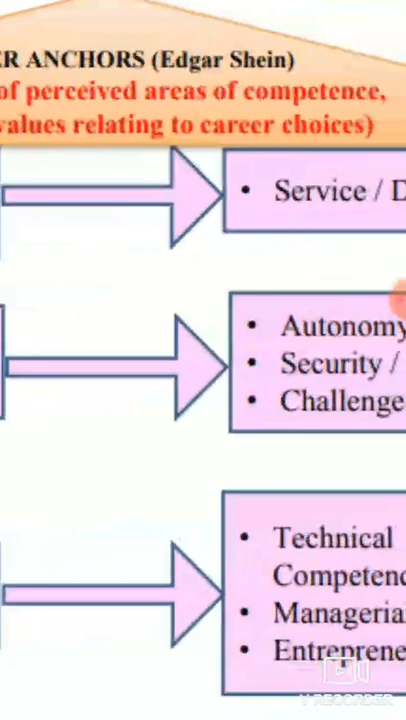 ER ANCHORS (Edgar Shein)
of perceived areas of competence,
values relating to career choices)
• Service / D
• Autonomy
• Security /
• Challenge
• Technical
Competenc
• Manageria
• Entreprene
V RECORDER